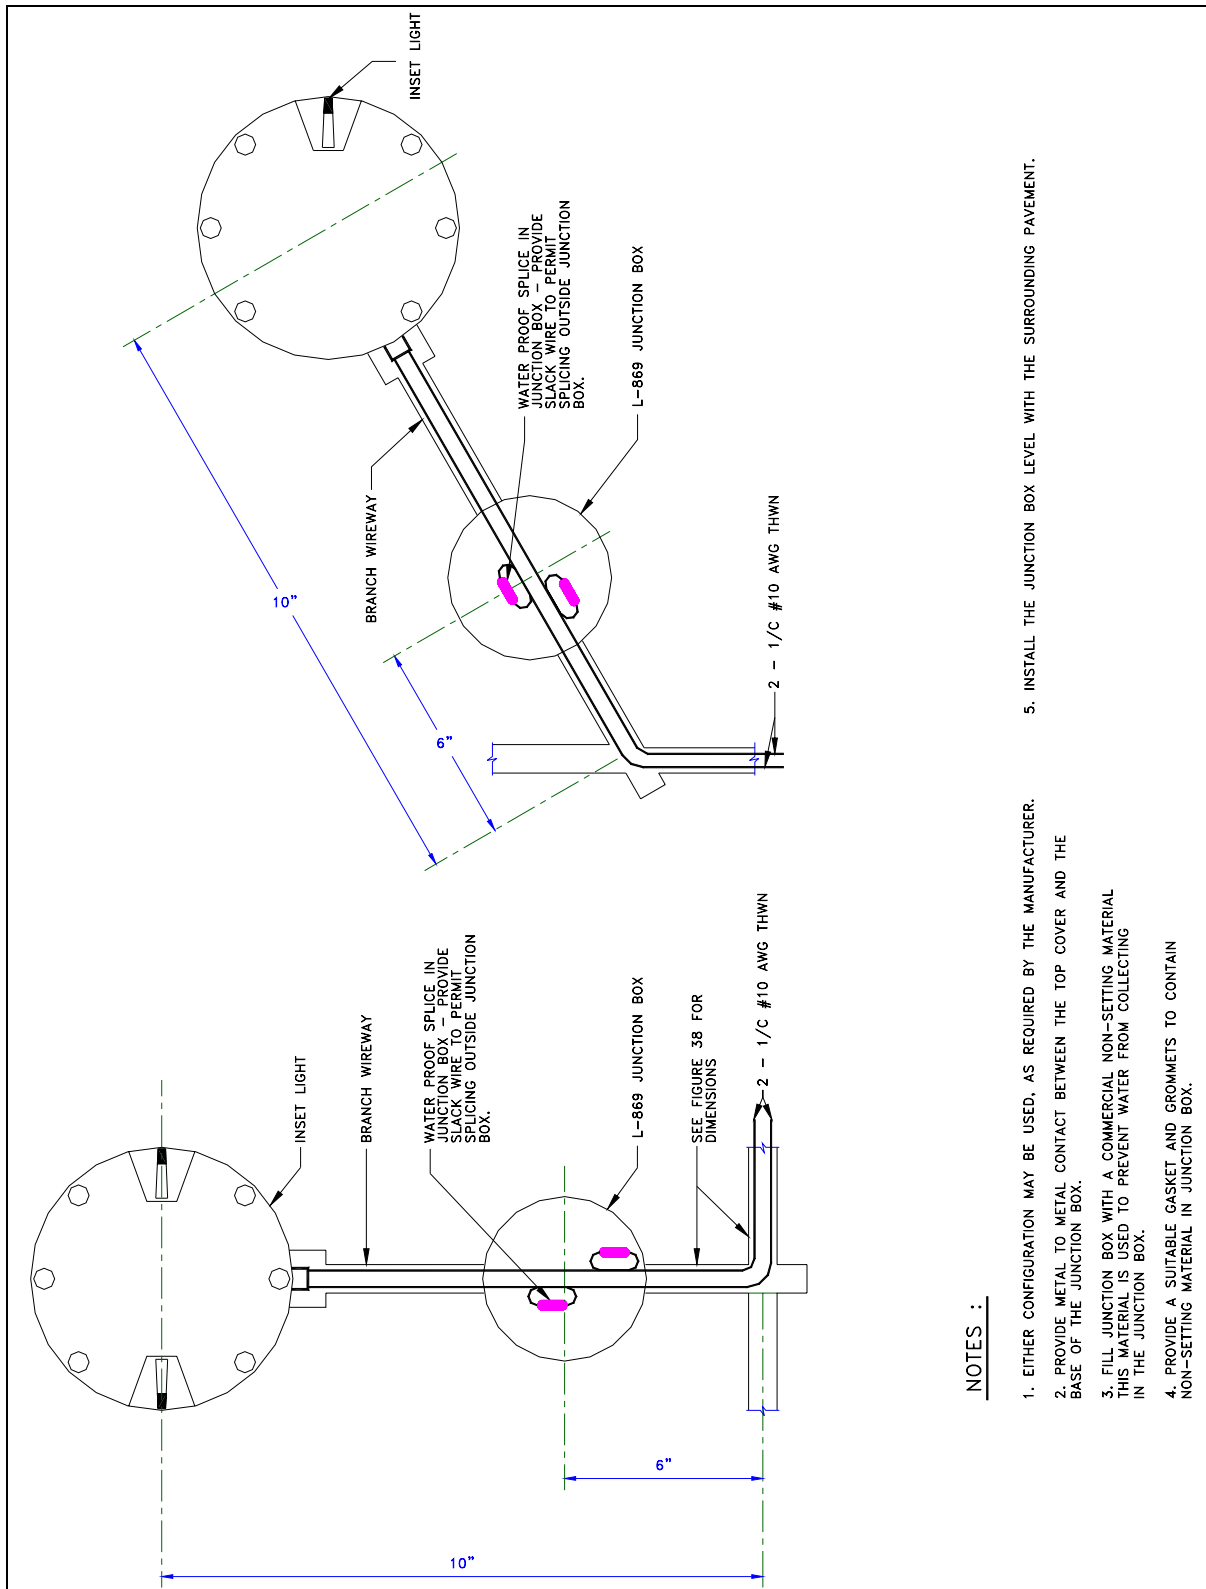 INSET LIGHT
BRANCH WIREWAY
WATER PROOF SPLICE IN
JUNCTION BOX – PROVIDE
SLACK WIRE TO PERMIT
SPLICING OUTSIDE JUNCTION
BOX.
L–869 JUNCTION BOX
SEE FIGURE 38 FOR
DIMENSIONS
2 – 1/C #10 AWG THWN
10”
6”
INSET LIGHT
BRANCH WIREWAY
WATER PROOF SPLICE IN
JUNCTION BOX – PROVIDE
SLACK WIRE TO PERMIT
SPLICING OUTSIDE JUNCTION
BOX.
L–869 JUNCTION BOX
2 – 1/C #10 AWG THWN
10”
6”
NOTES :
1. EITHER CONFIGURATION MAY BE USED, AS REQUIRED BY THE MANUFACTURER.
2. PROVIDE METAL TO METAL CONTACT BETWEEN THE TOP COVER AND THE
BASE OF THE JUNCTION BOX.
3. FILL JUNCTION BOX WITH A COMMERCIAL NON–SETTING MATERIAL
THIS MATERIAL IS USED TO PREVENT WATER FROM COLLECTING
IN THE JUNCTION BOX.
4. PROVIDE A SUITABLE GASKET AND GROMMETS TO CONTAIN
NON–SETTING MATERIAL IN JUNCTION BOX.
5. INSTALL THE JUNCTION BOX LEVEL WITH THE SURROUNDING PAVEMENT.